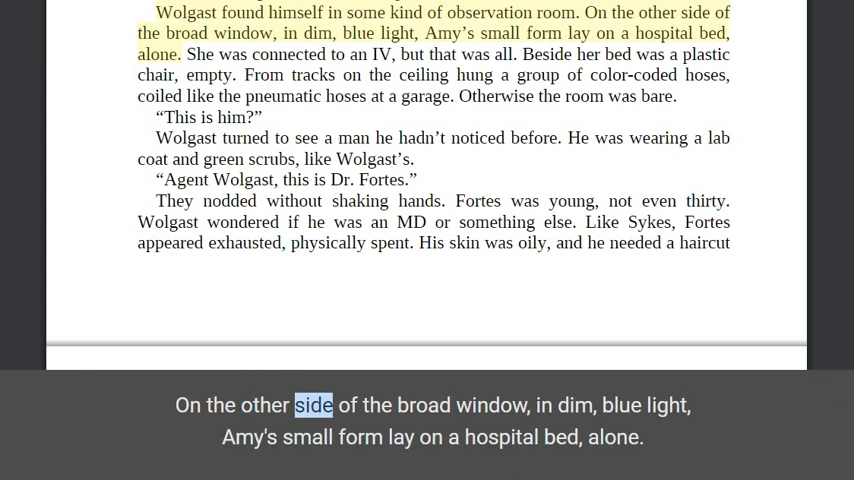 Wolgast found himself in some kind of observation room. On the other side of
the broad window, in dim, blue light, Amy’s small form lay on a hospital bed,
alone. She was connected to an IV, but that was all. Beside her bed was a plastic
chair, empty. From tracks on the ceiling hung a group of color-coded hoses,
coiled like the pneumatic hoses at a garage. Otherwise the room was bare.
“This is him?”
Wolgast turned to see a man he hadn’t noticed before. He was wearing a lab
coat and green scrubs, like Wolgast’s.
“Agent Wolgast, this is Dr. Fortes.”
They nodded without shaking hands. Fortes was young, not even thirty.
Wolgast wondered if he was an MD or something else. Like Sykes, Fortes
appeared exhausted, physically spent. His skin was oily, and he needed a haircut
On the other side of the broad window, in dim, blue light,
Amy's small form lay on a hospital bed, alone.